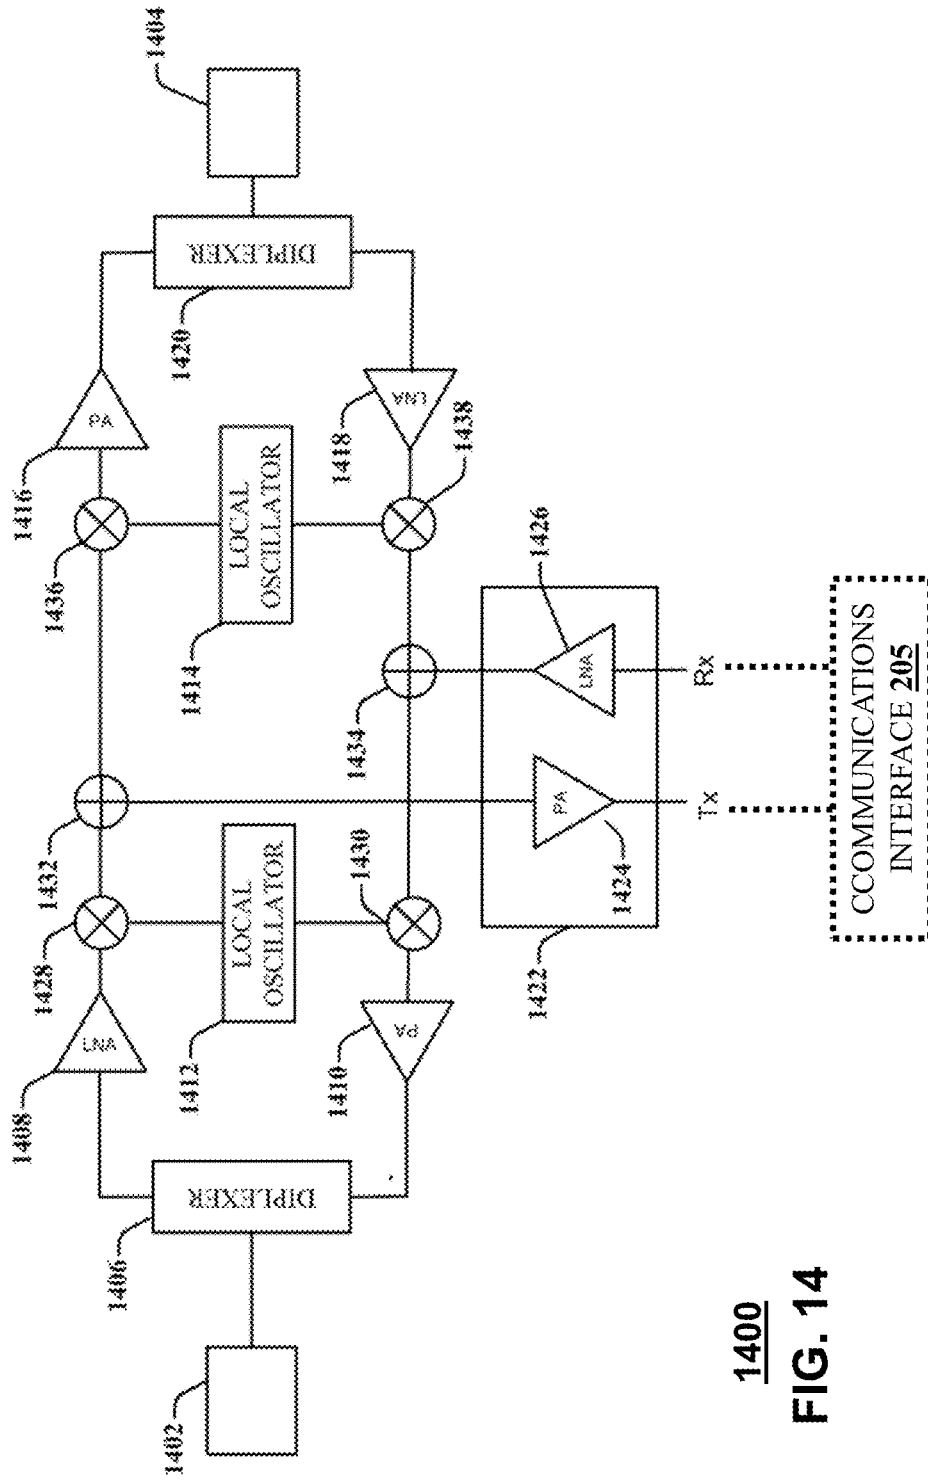 1408
1428
1432
1436
1416
LNA
PA
1406
1404
1402
1412
1414
1420
DIPLEXER
LOCAL
OSCILLATOR
LOCAL
OSCILLATOR
DIPLEXER
1410
1430
1434
1418
1438
PA
LNA
1422
1424
1426
PA
LNA
Tx
Rx
CCOMMUNICATIONS
INTERFACE 205
1400
FIG. 14